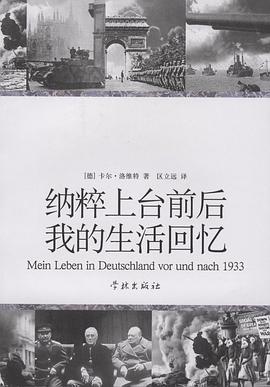 [德] 卡尔·洛维特 著 区立远 译
纳粹上台前后
我的生活回忆
Mein Leben in Deutschland vor und nach 1933
学林出版社